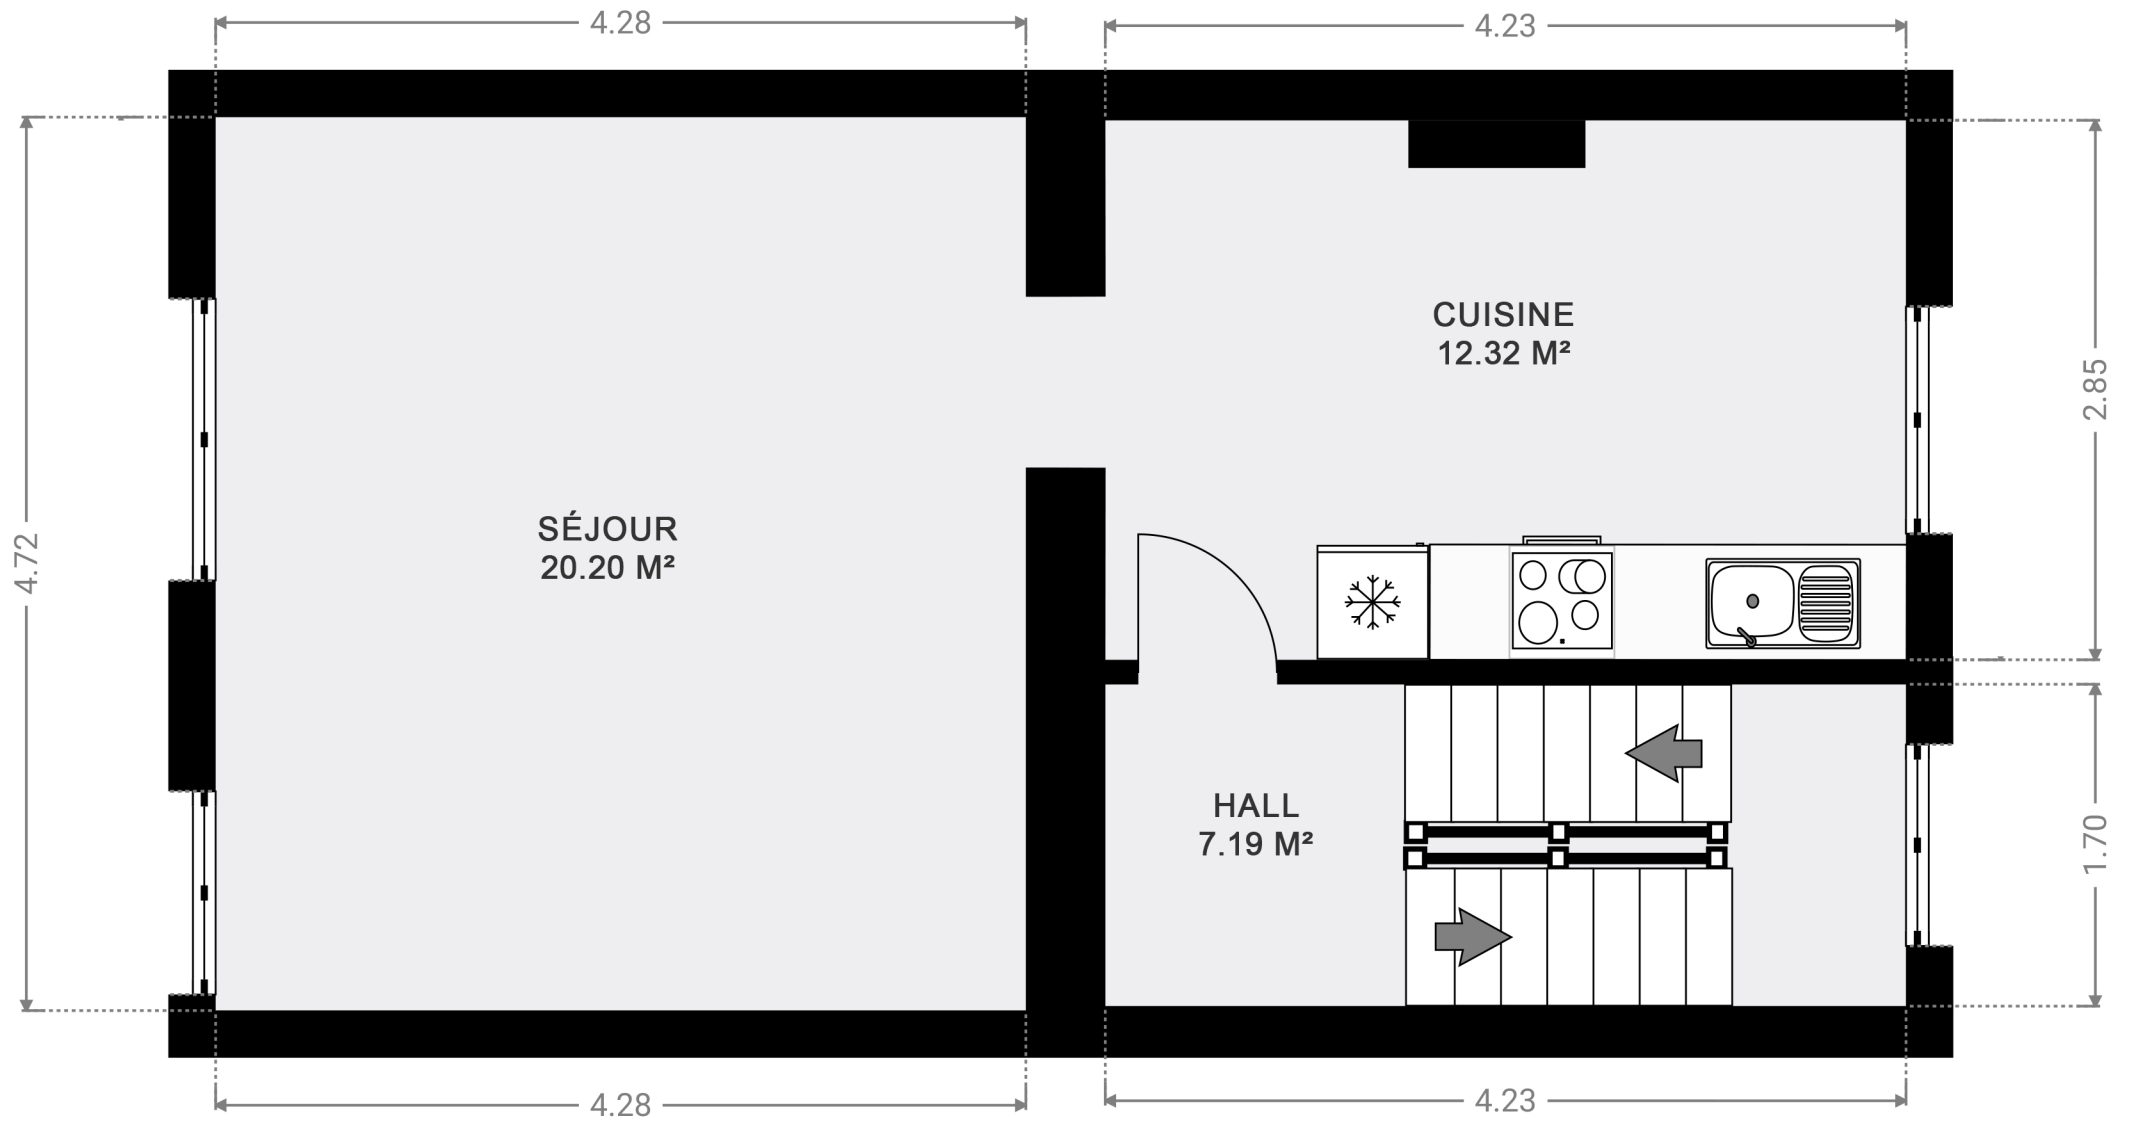 4.28
4.23
4.72
SÉJOUR
20.20 M²
CUISINE
12.32 M²
2.85
HALL
7.19 M²
1.70
4.28
4.23